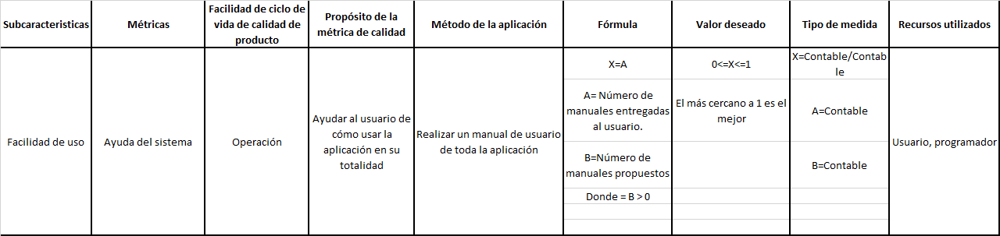 Subcaracteristicas
Métricas
Facilidad de ciclo de
vida de calidad de
producto
Propósito de la
métrica de calidad
Método de la aplicación
Fórmula
Valor deseado
Tipo de medida
Recursos utilizados
Facilidad de uso
Ayuda del sistema
Operación
Ayudar al usuario de
cómo usar la
aplicación en su
totalidad
Realizar un manual de usuario
de toda la aplicación
X=A
0<=X<=1
X=Contable/Contab
le
A= Número de
manuales entregadas
al usuario.
El más cercano a 1 es el
mejor
A=Contable
B=Número de
manuales propuestos
B=Contable
Donde = B > 0
Usuario, programador